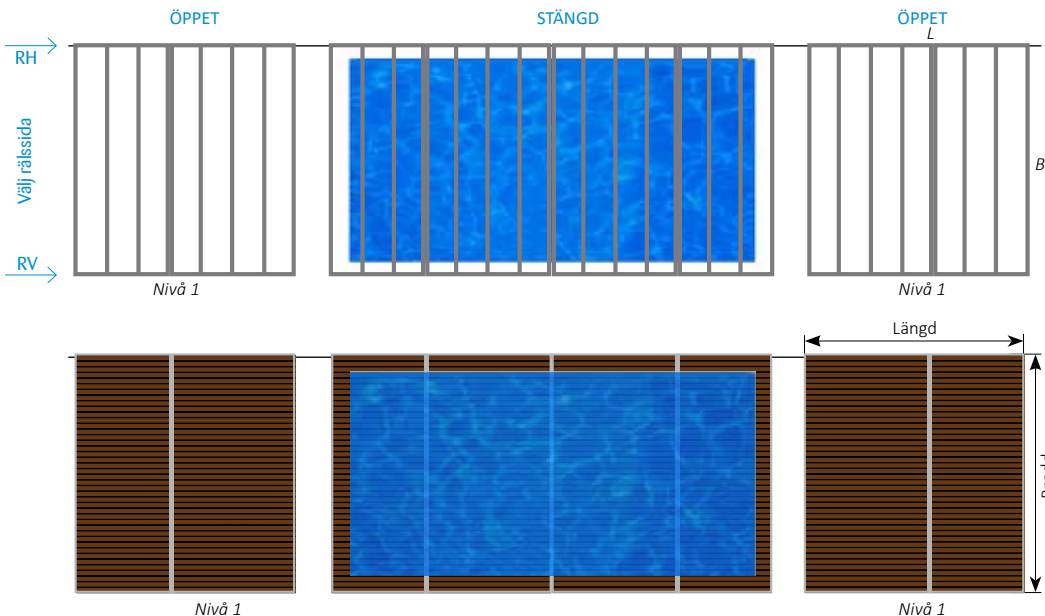 ÖPPET STÄNGD ÖPPET
L
RH
Välj rälssida
B
RV
Nivå 1 Nivå 1
Längd
Nivå 1 Nivå 1